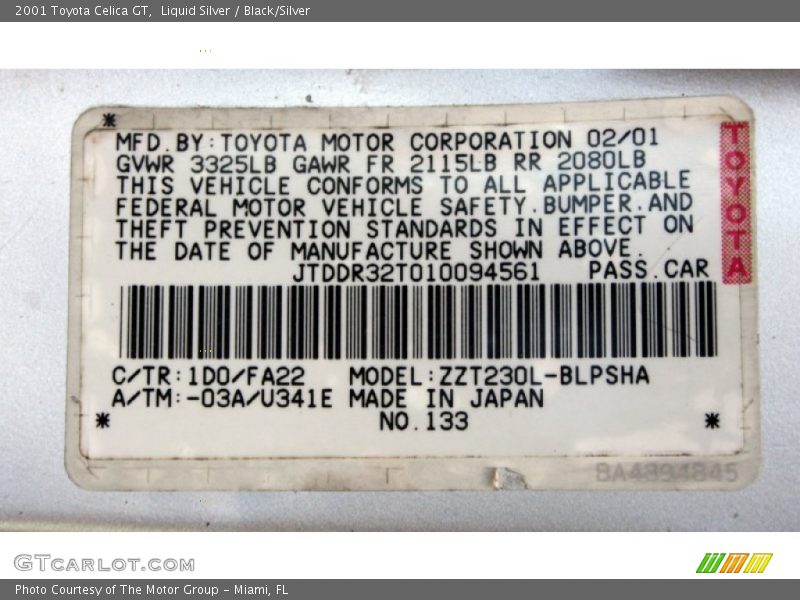 2001 Toyota Celica GT,  Liquid Silver / Black/Silver
MFD.BY:TOYOTA MOTOR CORPORATION 02/01
GVWR 3325LB GAWR FR 2115LB RR 2080LB
THIS VEHICLE CONFORMS TO ALL APPLICABLE
FEDERAL MOTOR VEHICLE SAFETY.BUMPER.AND
THEFT PREVENTION STANDARDS IN EFFECT ON
THE DATE OF MANUFACTURE SHOWN ABOVE.
JTDDR32T010094561 PASS.CAR
TOYOTA
C/TR:1D0/FA22 MODEL:ZZT230L-BLPSHA
A/TM:-03A/U341E MADE IN JAPAN
* NO.133 *
BA4894845
GTCARLOT.COM
Photo Courtesy of The Motor Group - Miami, FL